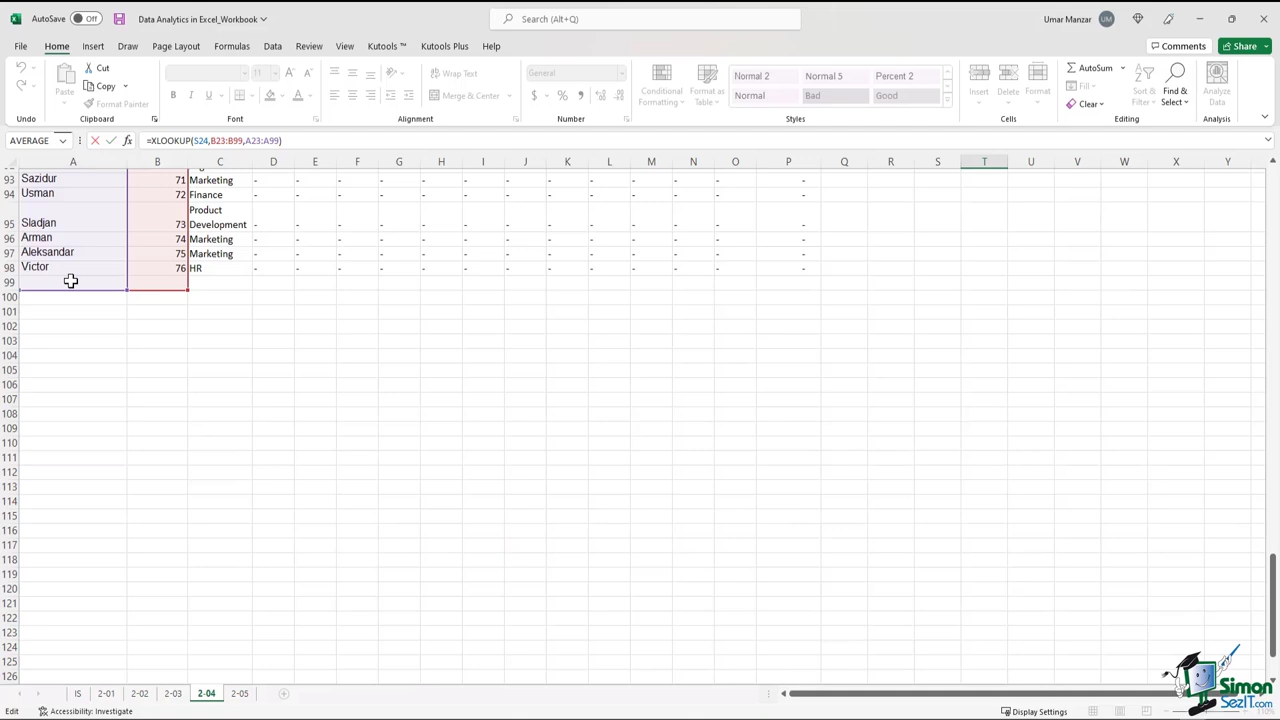 AutoSave Off Data Analytics in Excel_Workbook Search (Alt+Q) Umar Manzar UM
File Home Insert Draw Page Layout Formulas Data Review View Kutools ™ Kutools Plus Help Comments Share
Paste Cut Copy Format Painter 11 B I U Wrap Text Merge & Center General Conditional Formatting Format as Table Normal 2 Normal 5 Percent 2 Normal Bad Good Insert Delete Format AutoSum Fill Clear Sort & Filter Find & Select Analyze Data
Undo Clipboard Font Alignment Number Styles Cells Editing Analysis
AVERAGE fx =XLOOKUP(S24,B23:B99,A23:A99)
A B C D E F G H I J K L M N O P Q R S T U V W X Y
93 Sazidur 71 Marketing - - - - - - - - - - - - -
94 Usman 72 Finance - - - - - - - - - - - - -
Product
95 Sladjan 73 Development - - - - - - - - - - - - -
96 Arman 74 Marketing - - - - - - - - - - - - -
97 Aleksandar 75 Marketing - - - - - - - - - - - - -
98 Victor 76 HR - - - - - - - - - - - - -
99
100
101
102
103
104
105
106
107
108
109
110
111
112
113
114
115
116
117
118
119
120
121
122
123
124
125
126
IS 2-01 2-02 2-03 2-04 2-05
Edit Accessibility: Investigate Display Settings 110%
Simon
SezIT.com